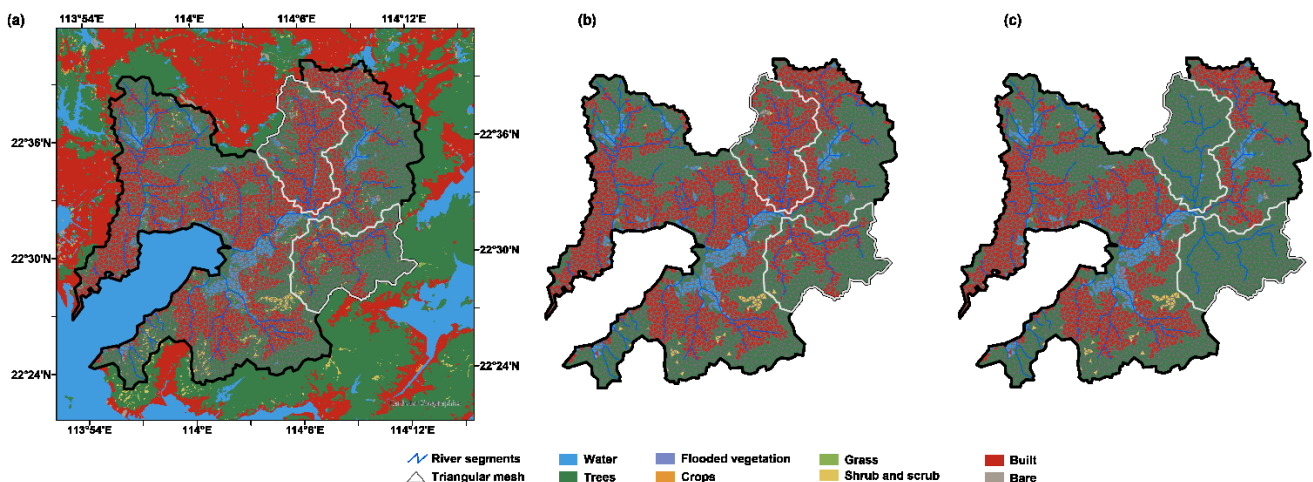 (a)
(b)
(c)
113°54'E 114°E 114°6'E 114°12'E
22°36'N
22°30'N
22°24'N
22°36'N
22°30'N
22°24'N
113°54'E 114°E 114°6'E 114°12'E
River segments
Triangular mesh
Water
Trees
Flooded vegetation
Crops
Grass
Shrub and scrub
Built
Bare